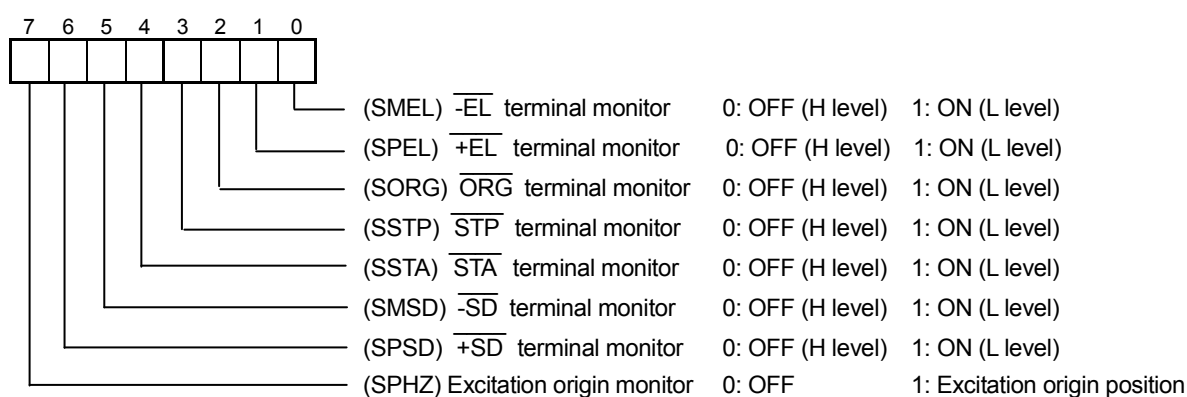 7 6 5 4 3 2 1 0
(SMEL) -EL terminal monitor 0: OFF (H level) 1: ON (L level)
(SPEL) +EL terminal monitor 0: OFF (H level) 1: ON (L level)
(SORG) ORG terminal monitor 0: OFF (H level) 1: ON (L level)
(SSTP) STP terminal monitor 0: OFF (H level) 1: ON (L level)
(SSTA) STA terminal monitor 0: OFF (H level) 1: ON (L level)
(SMSD) -SD terminal monitor 0: OFF (H level) 1: ON (L level)
(SPSD) +SD terminal monitor 0: OFF (H level) 1: ON (L level)
(SPHZ) Excitation origin monitor 0: OFF 1: Excitation origin position